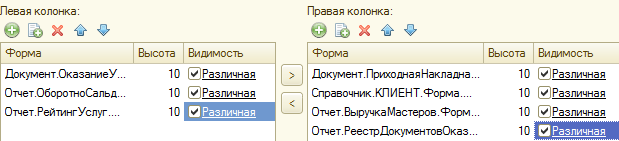 Левая колонка:
Форма Высота Видимость
Документ.ОказаниеУ... 10 Различная
Отчет.ОборотноСальд... 10 Различная
Отчет.РейтингУслуг.... 10 Различная
>
<
Правая колонка:
Форма Высота Видимость
Документ.ПриходнаяНакладна... 10 Различная
Справочник.КЛИЕНТ.Форма.... 10 Различная
Отчет.ВыручкаМастеров.Форм... 10 Различная
Отчет.РеестрДокументовОказ... 10 Различная